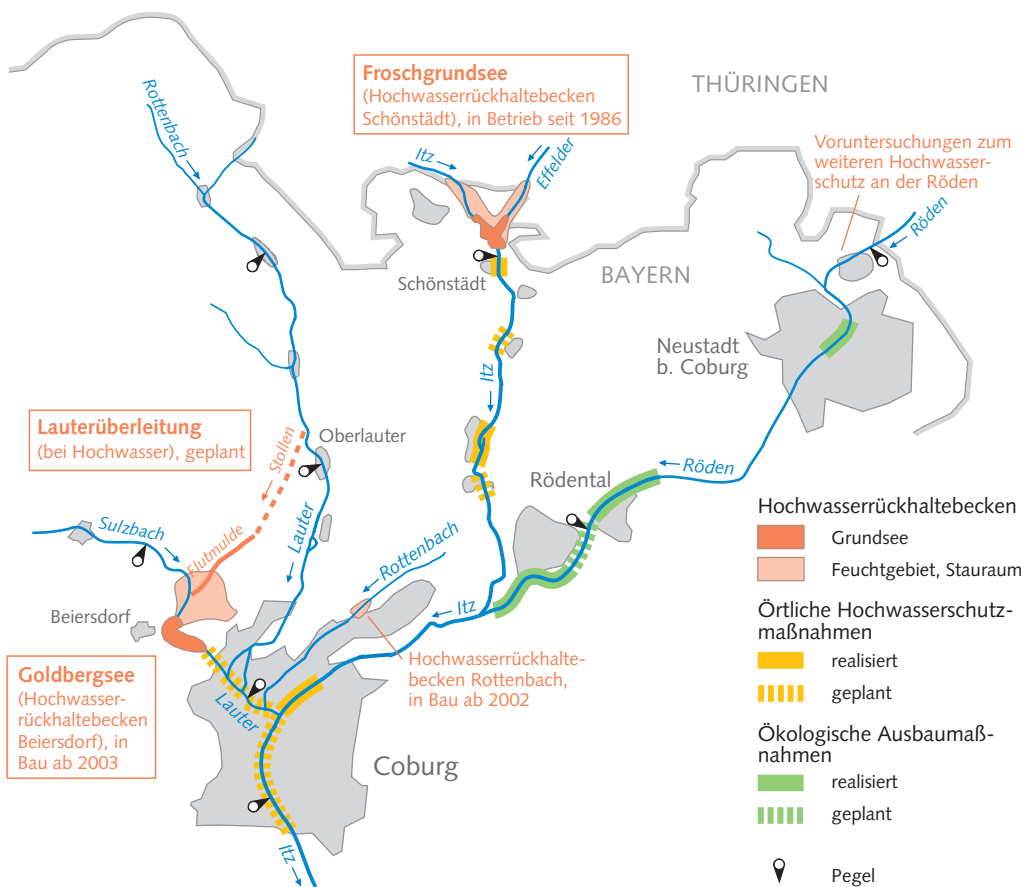 Froschgrundsee
(Hochwasserrückhaltebecken
Schönstädt), in Betrieb seit 1986
THÜRINGEN
Voruntersuchungen zum
weiteren Hochwasser-
schutz an der Röden
Rottenbach
Itz
Effelder
Röden
BAYERN
Schönstädt
Neustadt
b. Coburg
Itz
Lauterüberleitung
(bei Hochwasser), geplant
Stollen
Oberlauter
Röden
Rödental
Sulzbach
Flutmulde
Lauter
Rottenbach
Itz
Beiersdorf
Goldbergsee
(Hochwasser-
rückhaltebecken
Beiersdorf), in
Bau ab 2003
Hochwasserrückhalte-
becken Rottenbach,
in Bau ab 2002
Lauter
Coburg
Itz
Hochwasserrückhaltebecken
Grundsee
Feuchtgebiet, Stauraum
Örtliche Hochwasserschutz-
maßnahmen
realisiert
geplant
Ökologische Ausbaumaß-
nahmen
realisiert
geplant
Pegel